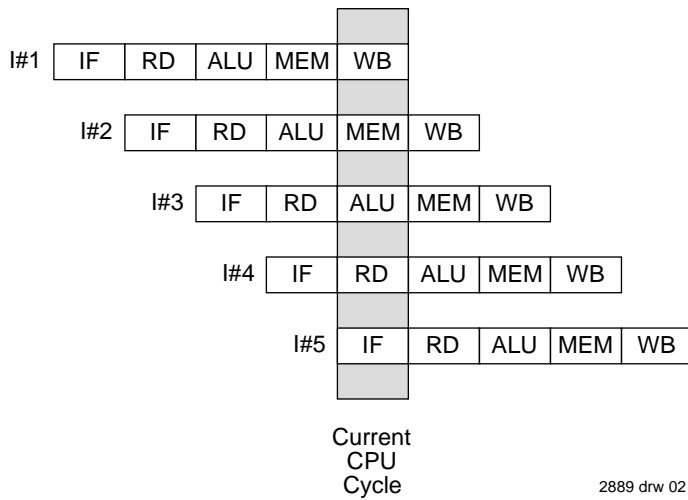 I#1 IF RD ALU MEM WB
I#2 IF RD ALU MEM WB
I#3 IF RD ALU MEM WB
I#4 IF RD ALU MEM WB
I#5 IF RD ALU MEM WB
Current
CPU
Cycle
2889 drw 02